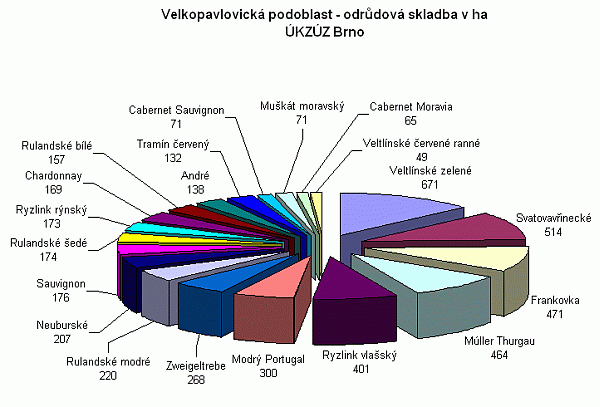 Velkopavlovická podoblast - odrůdová skladba v ha
ÚKZÚZ Brno
Veltlínské zelené
671
Svatovavřinecké
514
Frankovka
471
Müller Thurgau
464
Ryzlink vlašský
401
Modrý Portugal
300
Zweigeltrebe
268
Rulandské modré
220
Neuburské
207
Sauvignon
176
Rulandské šedé
174
Ryzlink rýnský
173
Chardonnay
169
Rulandské bílé
157
André
138
Tramín červený
132
Cabernet Sauvignon
71
Muškát moravský
71
Cabernet Moravia
65
Veltlínské červené ranné
49